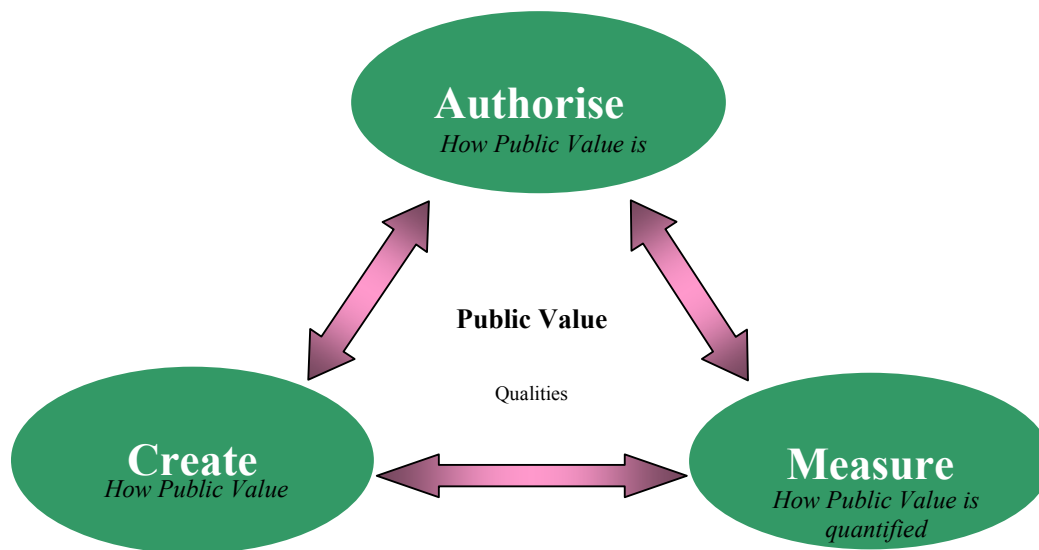 Authorise
How Public Value is
Public Value
Qualities
Create
How Public Value
Measure
How Public Value is
quantified